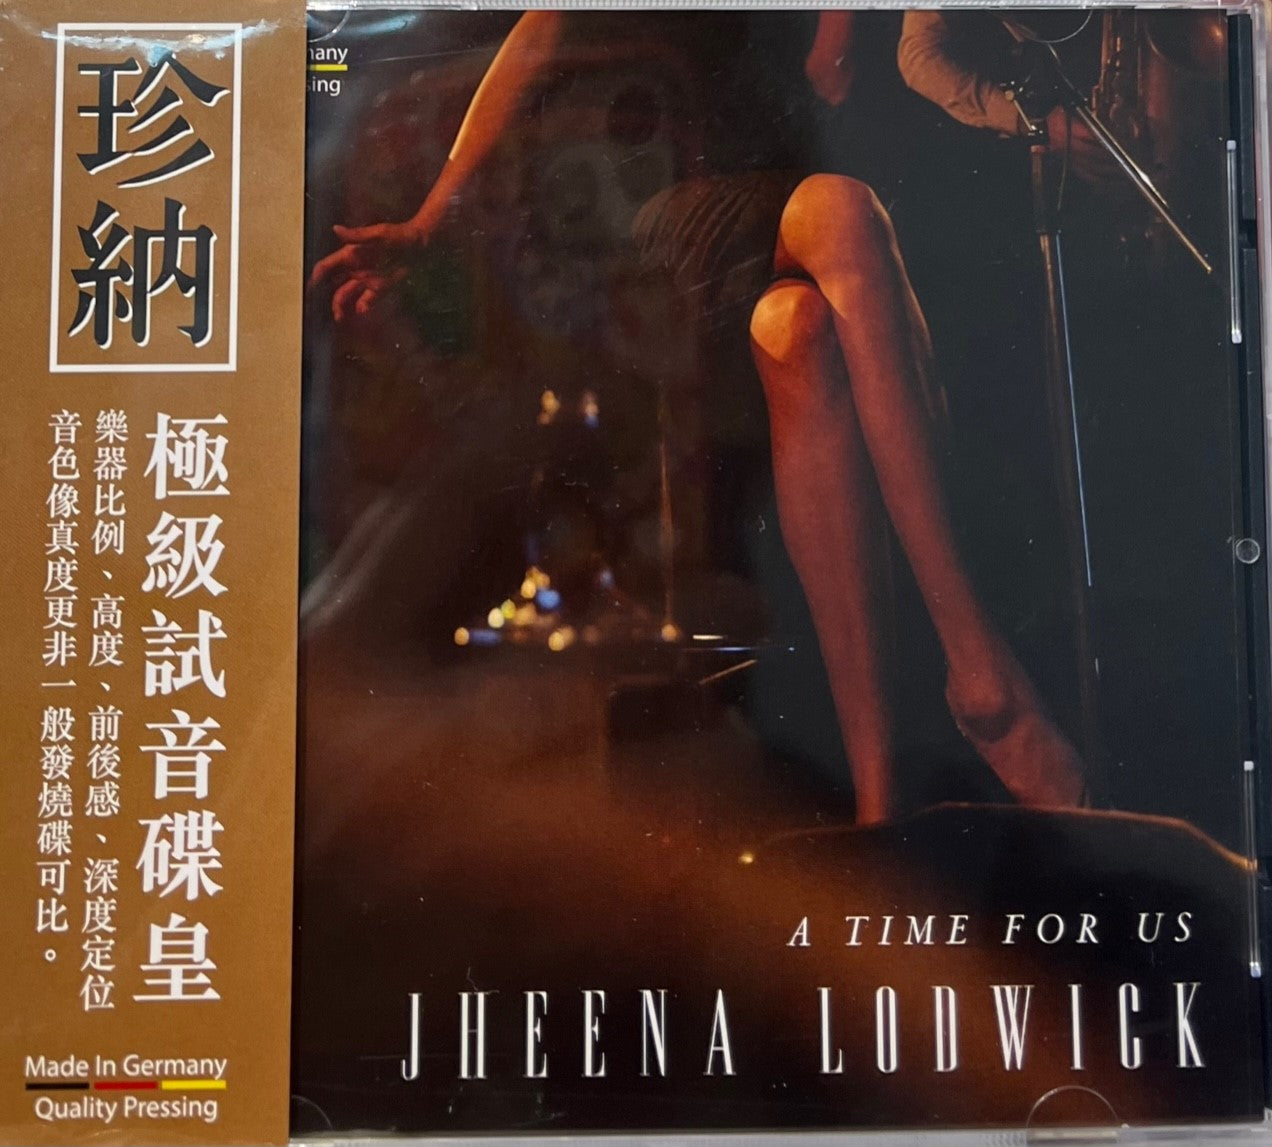 珍納
極級試音碟皇
樂器比例、高度、前後感、深度定位
音色像真度更非一般發燒碟可比。
Made In Germany
Quality Pressing
many
sing
A TIME FOR US
JHEENA LODWICK